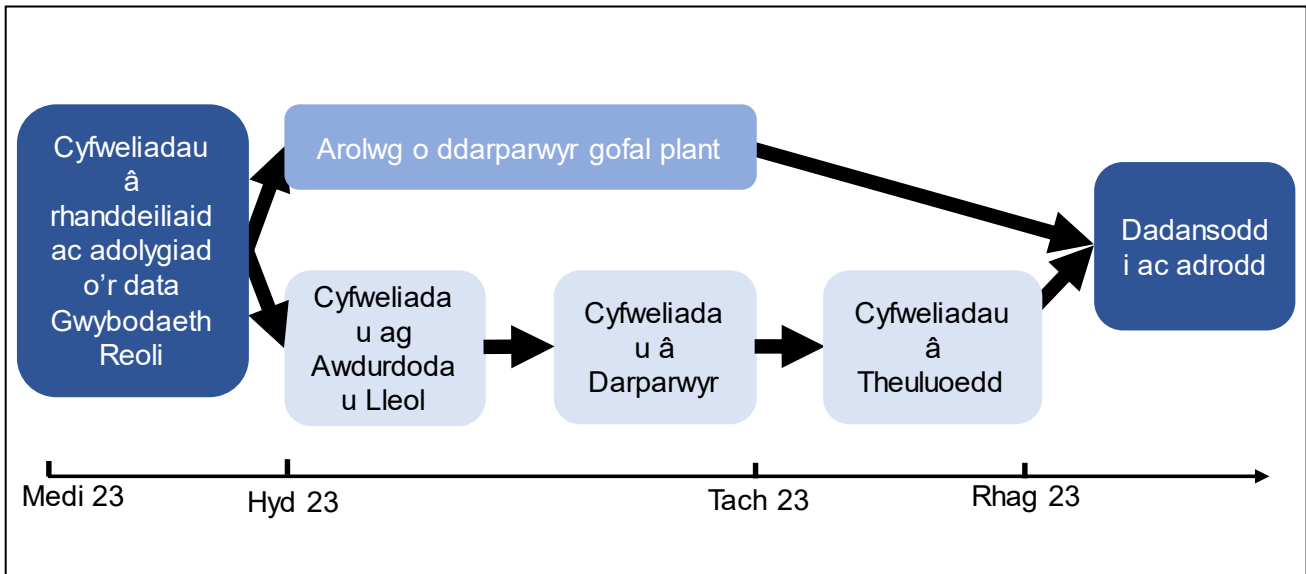 Cyfweliadau
â
rhanddeiliaid
ac adolygiad
o’r data
Gwybodaeth
Reoli
Arolwg o ddarparwyr gofal plant
Cyfweliada
u ag
Awdurdoda
u Lleol
Cyfweliada
u â
Darparwyr
Cyfweliadau
â
Theuluoedd
Dadansodd
i ac adrodd
Medi 23
Hyd 23
Tach 23
Rhag 23